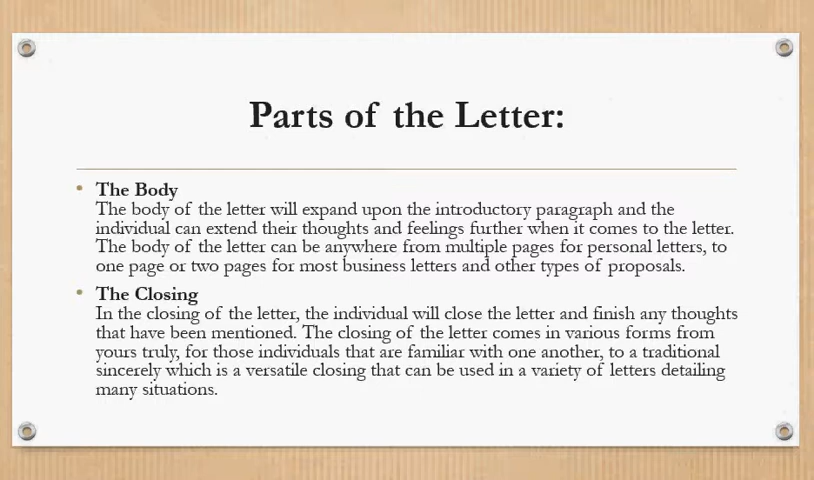 Parts of the Letter:
• The Body
The body of the letter will expand upon the introductory paragraph and the
individual can extend their thoughts and feelings further when it comes to the letter.
The body of the letter can be anywhere from multiple pages for personal letters, to
one page or two pages for most business letters and other types of proposals.
• The Closing
In the closing of the letter, the individual will close the letter and finish any thoughts
that have been mentioned. The closing of the letter comes in various forms from
yours truly, for those individuals that are familiar with one another, to a traditional
sincerely which is a versatile closing that can be used in a variety of letters detailing
many situations.